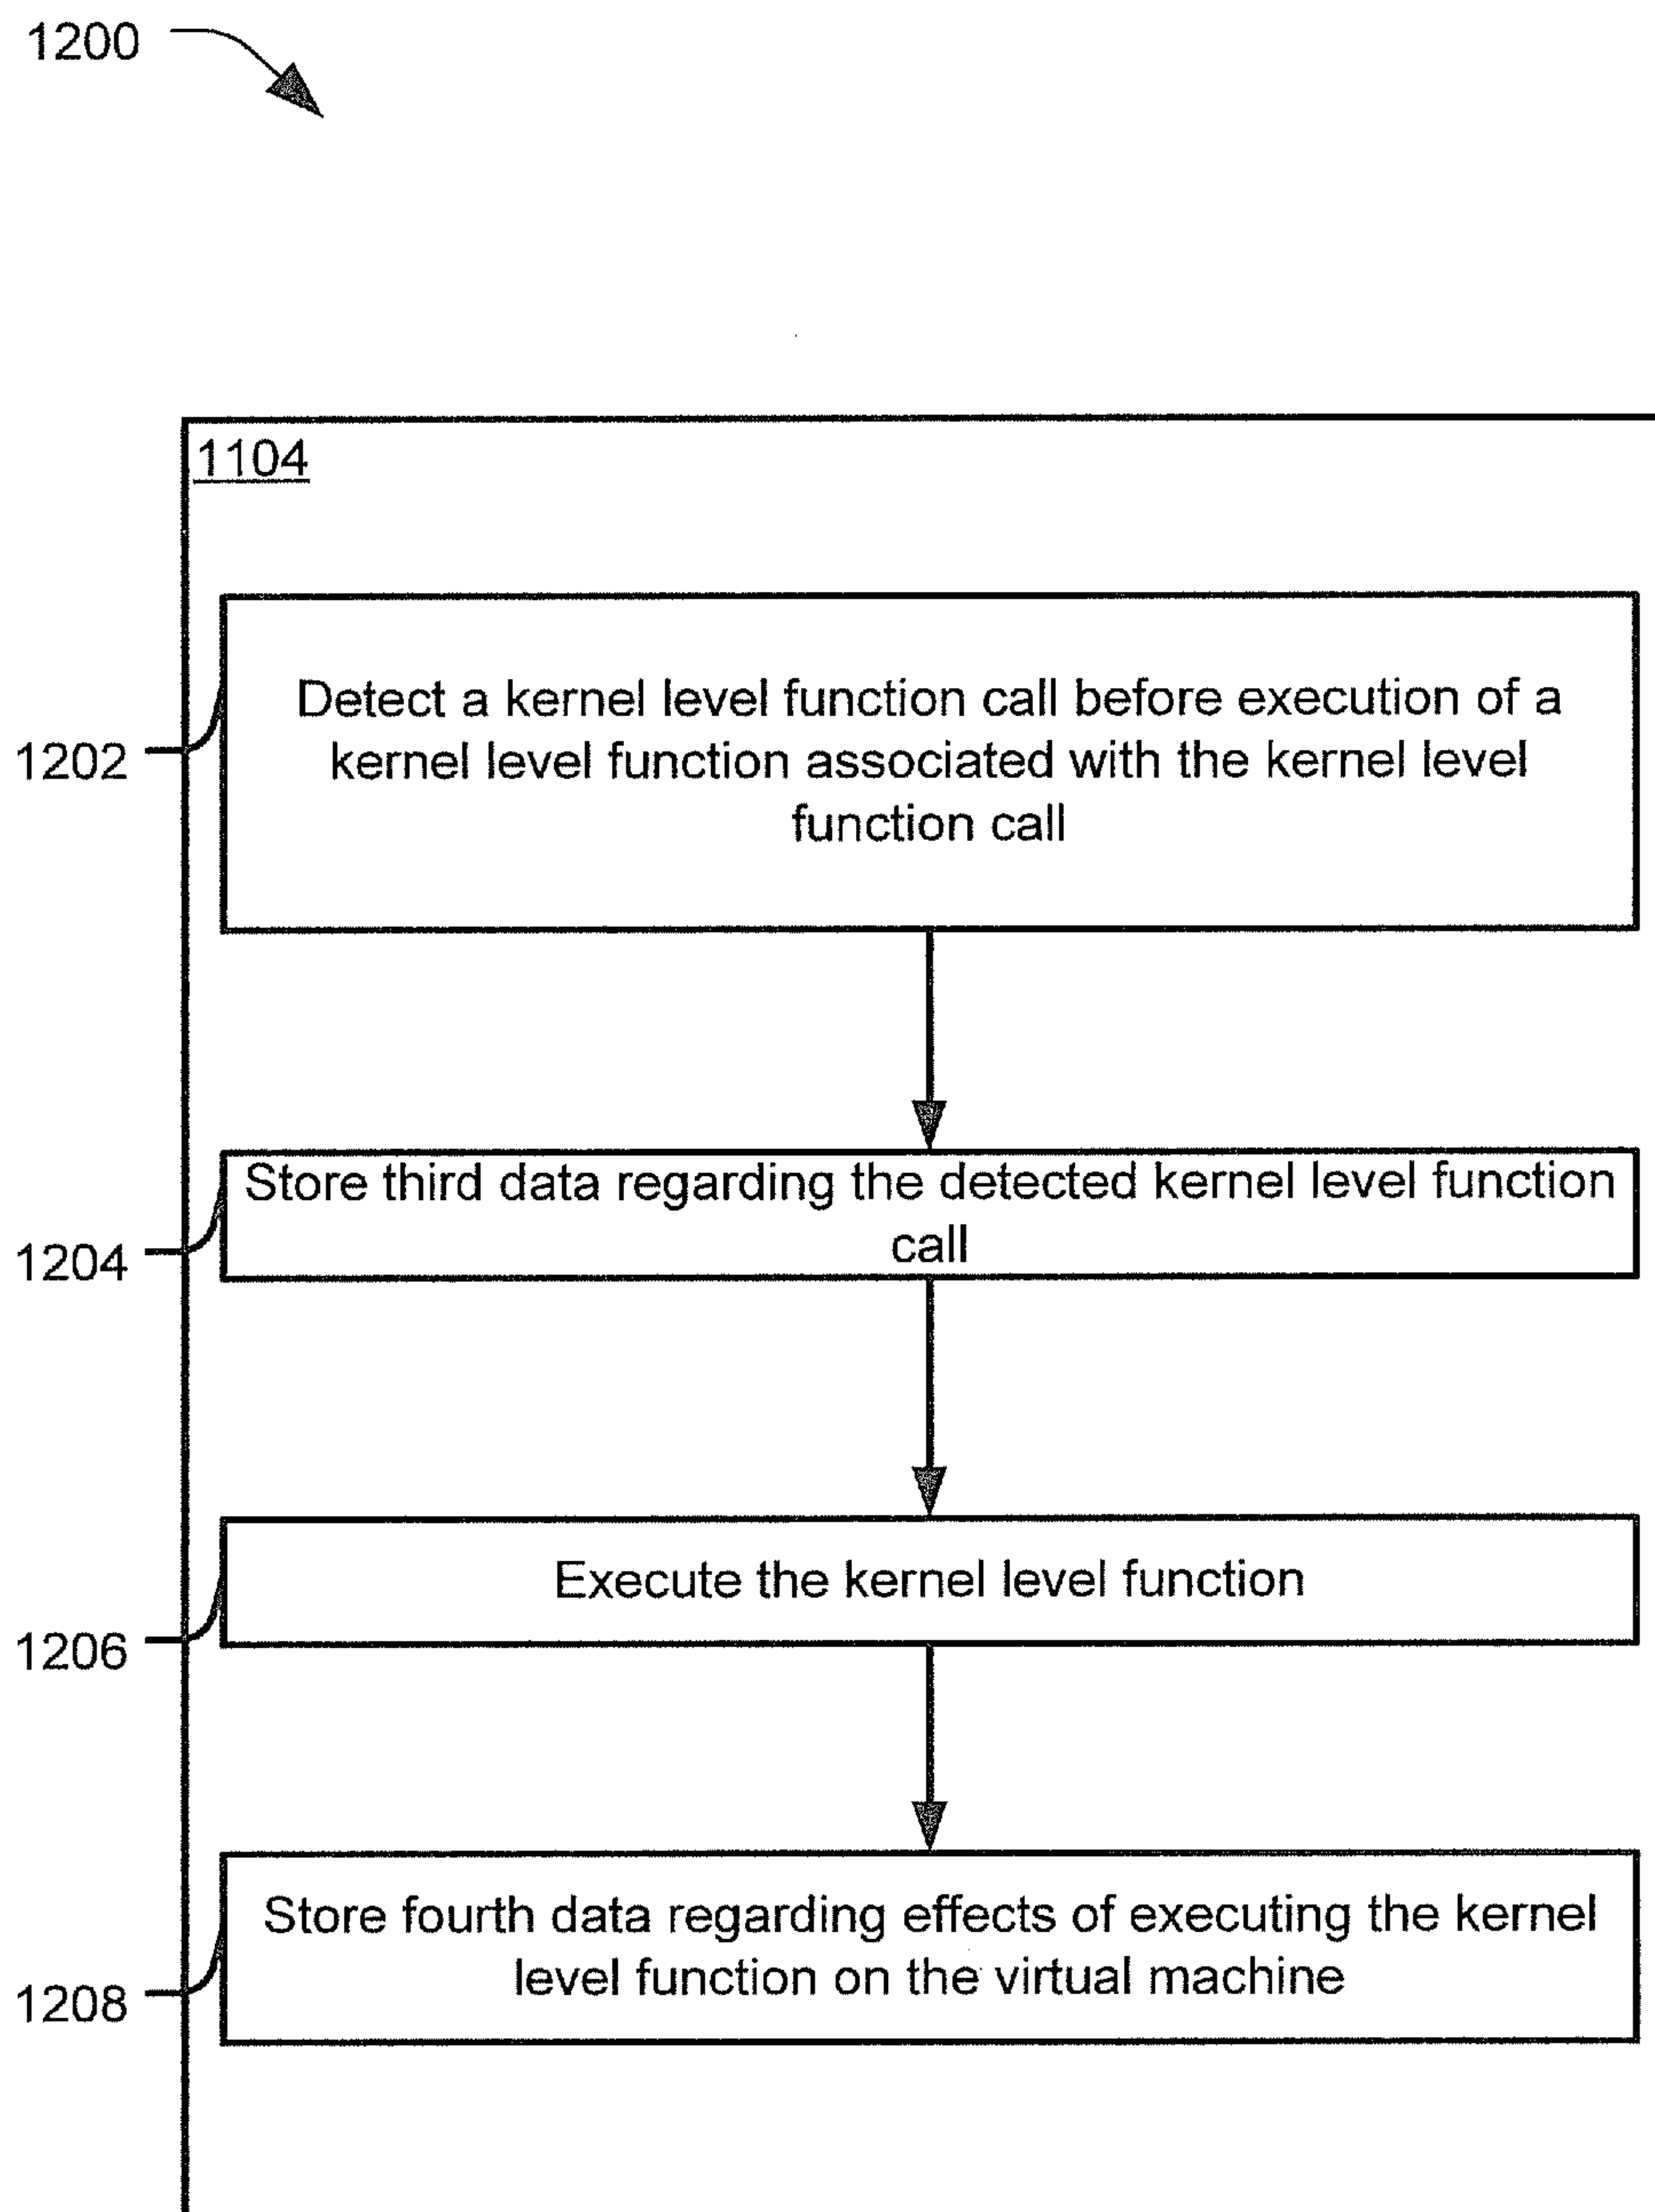 1200
1104
1202
Detect a kernel level function call before execution of a
kernel level function associated with the kernel level
function call
1204
Store third data regarding the detected kernel level function
call
1206
Execute the kernel level function
1208
Store fourth data regarding effects of executing the kernel
level function on the virtual machine